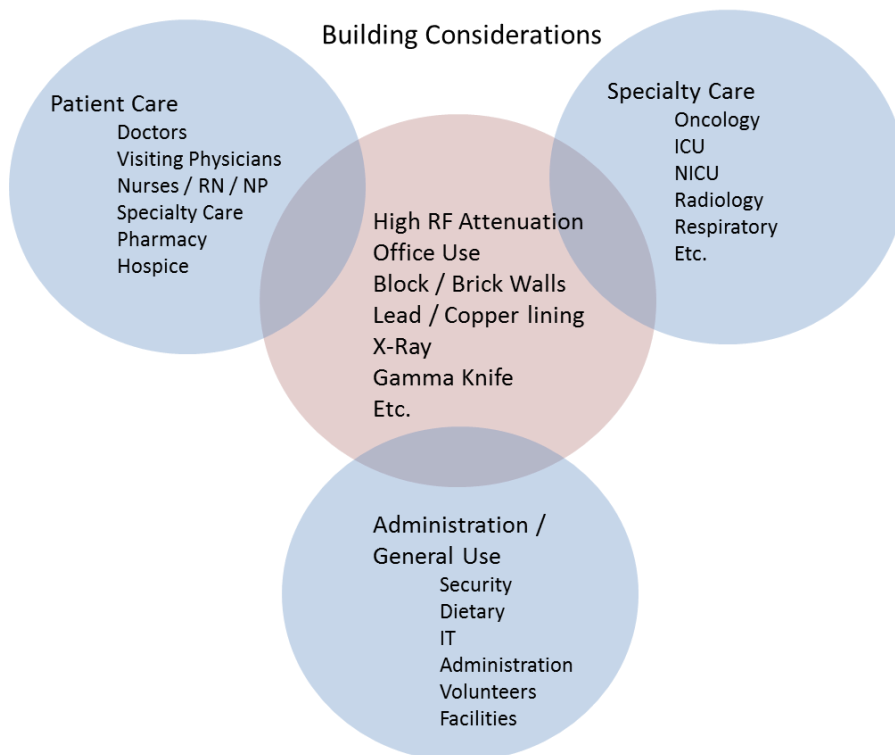 Building Considerations
Patient Care
Doctors
Visiting Physicians
Nurses / RN / NP
Specialty Care
Pharmacy
Hospice
Specialty Care
Oncology
ICU
NICU
Radiology
Respiratory
Etc.
High RF Attenuation
Office Use
Block / Brick Walls
Lead / Copper lining
X-Ray
Gamma Knife
Etc.
Administration /
General Use
Security
Dietary
IT
Administration
Volunteers
Facilities